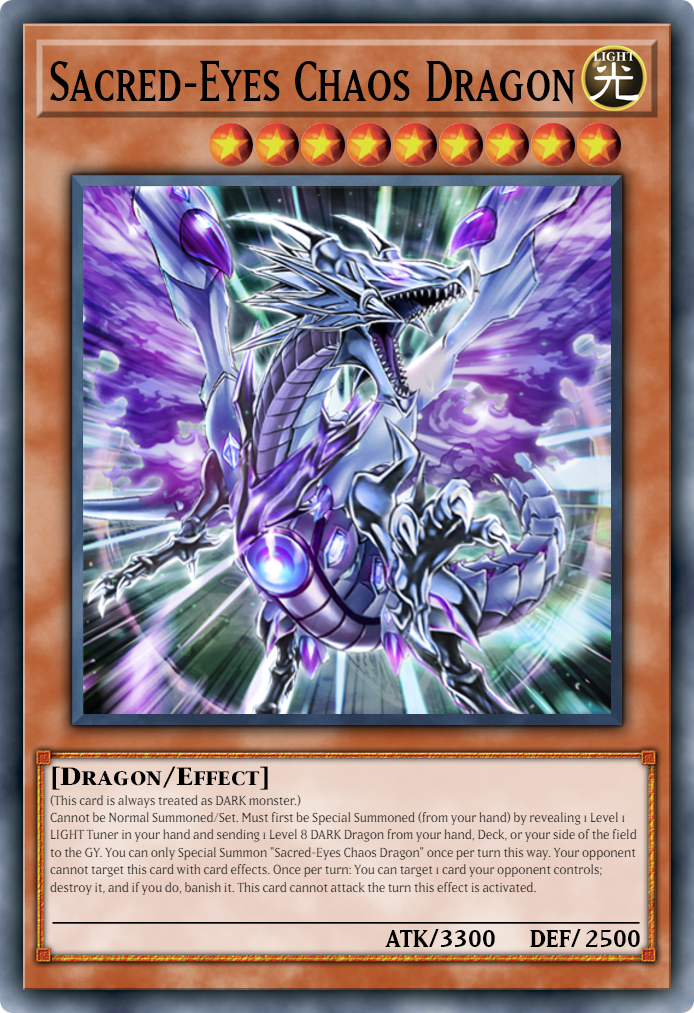 Sacred-Eyes Chaos Dragon
LIGHT
光
[Dragon/Effect]
(This card is always treated as DARK monster.)
Cannot be Normal Summoned/Set. Must first be Special Summoned (from your hand) by revealing 1 Level 1
LIGHT Tuner in your hand and sending 1 Level 8 DARK Dragon from your hand, Deck, or your side of the field
to the GY. You can only Special Summon "Sacred-Eyes Chaos Dragon" once per turn this way. Your opponent
cannot target this card with card effects. Once per turn: You can target 1 card your opponent controls;
destroy it, and if you do, banish it. This card cannot attack the turn this effect is activated.
ATK/3300 DEF/ 2500